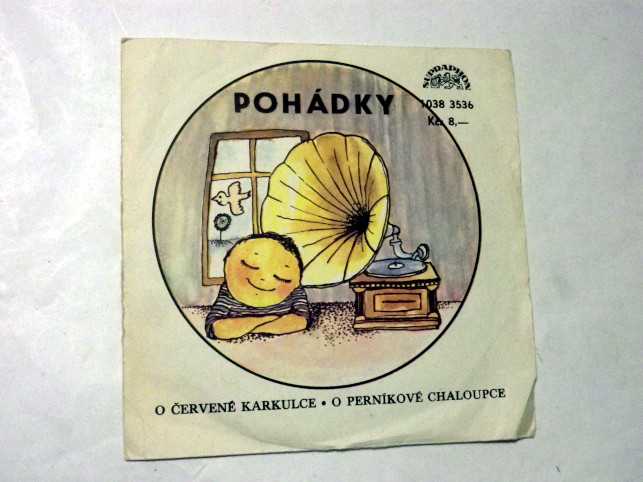 POHÁDKY
SUPRAPHON
1038 3536
Kčs 8,—
O ČERVENÉ KARKULCE • O PERNÍKOVÉ CHALOUPCE